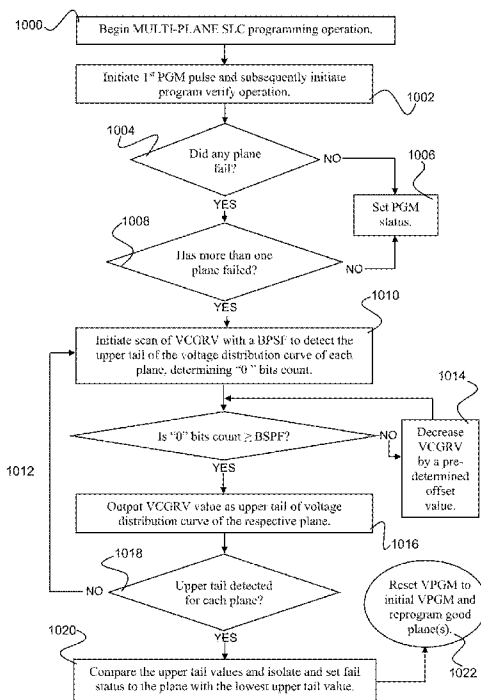 1000
Begin MULTI-PLANE SLC programming operation.
Initiate 1st PGM pulse and subsequently initiate
program verify operation.
1002
1004
Did any plane
fail?
NO
1006
Set PGM
status.
YES
1008
Has more than one
plane failed?
NO
YES
1010
Initiate scan of VCGRV with a BPSF to detect the
upper tail of the voltage distribution curve of each
plane, determining "0" bits count.
1012
1014
Is "0" bits count ≥ BSPF?
NO
Decrease
VCGRV
by a pre-
determined
offset
value.
YES
Output VCGRV value as upper tail of voltage
distribution curve of the respective plane.
1016
1018
Upper tail detected
for each plane?
NO
YES
Reset VPGM to
initial VPGM and
reprogram good
plane(s).
1022
1020
Compare the upper tail values and isolate and set fail
status to the plane with the lowest upper tail value.